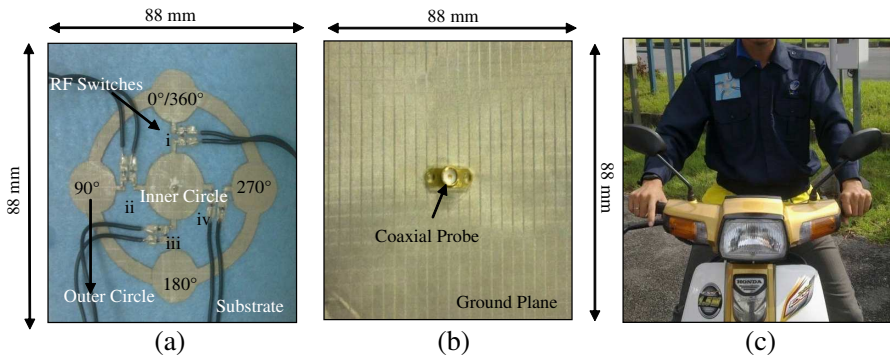 88 mm
88 mm
88 mm
RF Switches
0°/360°
i
90°
Inner Circle
270°
ii
iv
iii
Outer Circle
180°
Substrate
(a)
Coaxial Probe
Ground Plane
(b)
88 mm
HONDA
(c)